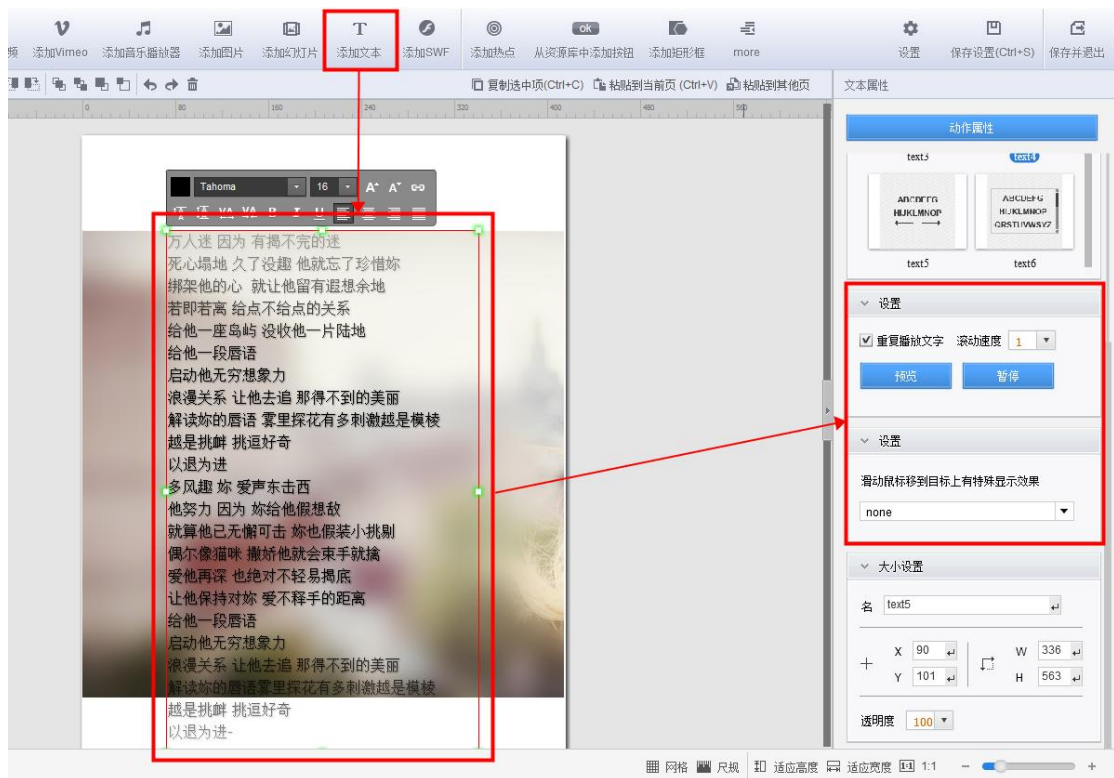 频 添加Vimeo 添加音乐播放器 添加图片 添加幻灯片 添加文本 添加SWF 添加热点 从资源库中添加按钮 添加矩形框 more 设置 保存设置(Ctrl+S) 保存并退出
ok
复制选中项(Ctrl+C) 粘贴到当前页 (Ctrl+V) 粘贴到其他页 文本属性
0 80 160 240 320 400 480 560
动作属性
text3 text4
Tahoma 16
ABCDEFG
HIJKLMNOP
ABCDEFG
HIJKLMNOP
QRSTUVWSYZ
text5 text6
万人迷 因为 有揭不完的迷
死心塌地 久了没趣 他就忘了珍惜妳
绑架他的心 就让他留有遐想余地
若即若离 给点不给点的关系
给他一座岛屿 没收他一片陆地
给他一段唇语
启动他无穷想象力
浪漫关系 让他去追 那得不到的美丽
解读妳的唇语 雾里探花有多刺激越是模棱
越是挑衅 挑逗好奇
以退为进
多风趣 妳 爱声东击西
他努力 因为 妳给他假想敌
就算他已无懈可击 妳也假装小挑剔
偶尔像猫咪 撒娇他就会束手就擒
爱他再深 也绝对不轻易揭底
让他保持对妳 爱不释手的距离
给他一段唇语
启动他无穷想象力
浪漫关系 让他去追 那得不到的美丽
解读妳的唇语雾里探花有多刺激越是模棱
越是挑衅 挑逗好奇
以退为进-
设置
重复播放文字 滚动速度 1
预览 暂停
设置
滑动鼠标移到目标上有特殊显示效果
none
大小设置
名 text5
X 90 W 336
Y 101 H 563
透明度 100
网格 尺规 适应高度 适应宽度 1:1 1:1 - +